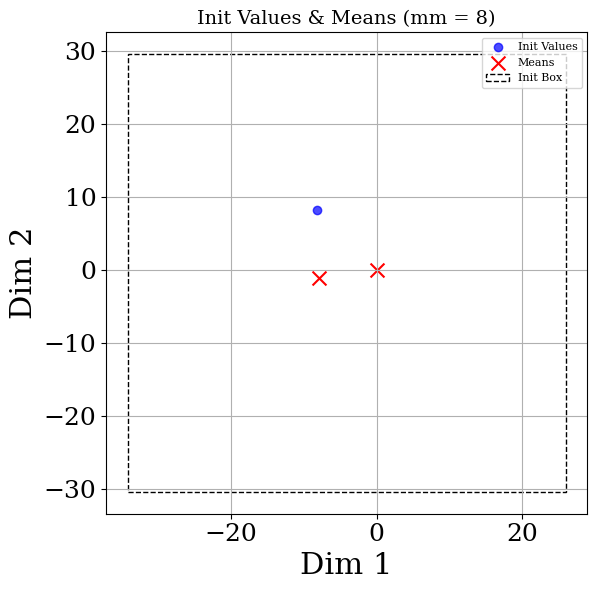 Init Values & Means (mm = 8)
Init Values
Means
Init Box
30
20
10
0
−10
−20
−30
Dim 2
−20 0 20
Dim 1